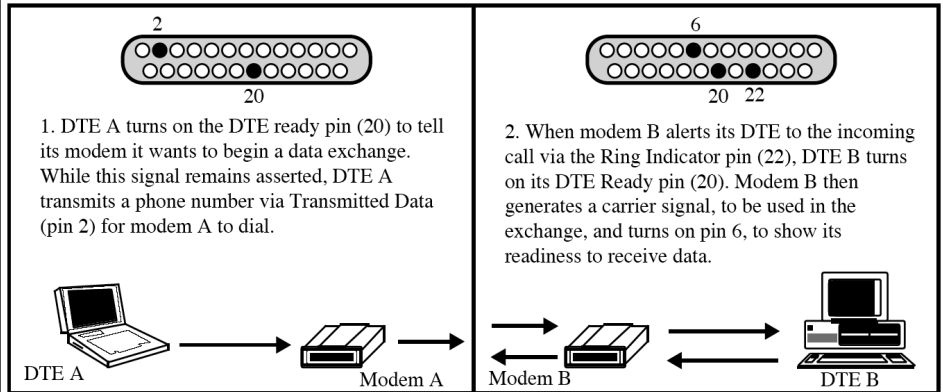 2
20
1. DTE A turns on the DTE ready pin (20) to tell
its modem it wants to begin a data exchange.
While this signal remains asserted, DTE A
transmits a phone number via Transmitted Data
(pin 2) for modem A to dial.
DTE A
Modem A
6
20 22
2. When modem B alerts its DTE to the incoming
call via the Ring Indicator pin (22), DTE B turns
on its DTE Ready pin (20). Modem B then
generates a carrier signal, to be used in the
exchange, and turns on pin 6, to show its
readiness to receive data.
Modem B
DTE B